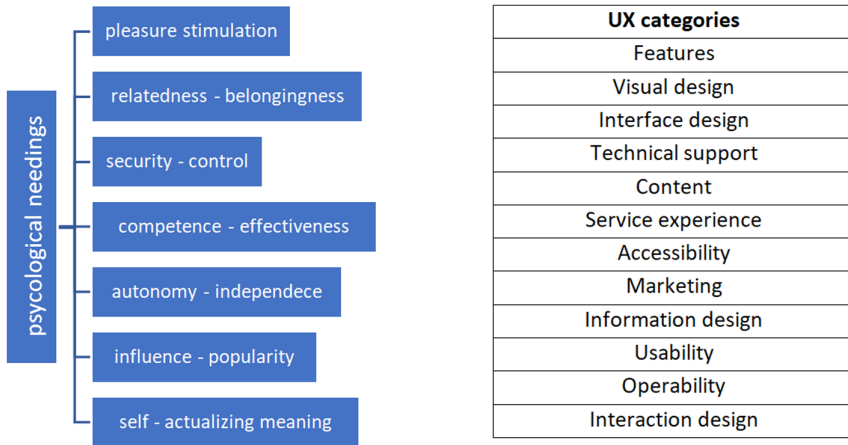 psycological needings
pleasure stimulation
relatedness - belongingness
security - control
competence - effectiveness
autonomy - independece
influence - popularity
self - actualizing meaning
UX categories
Features
Visual design
Interface design
Technical support
Content
Service experience
Accessibility
Marketing
Information design
Usability
Operability
Interaction design